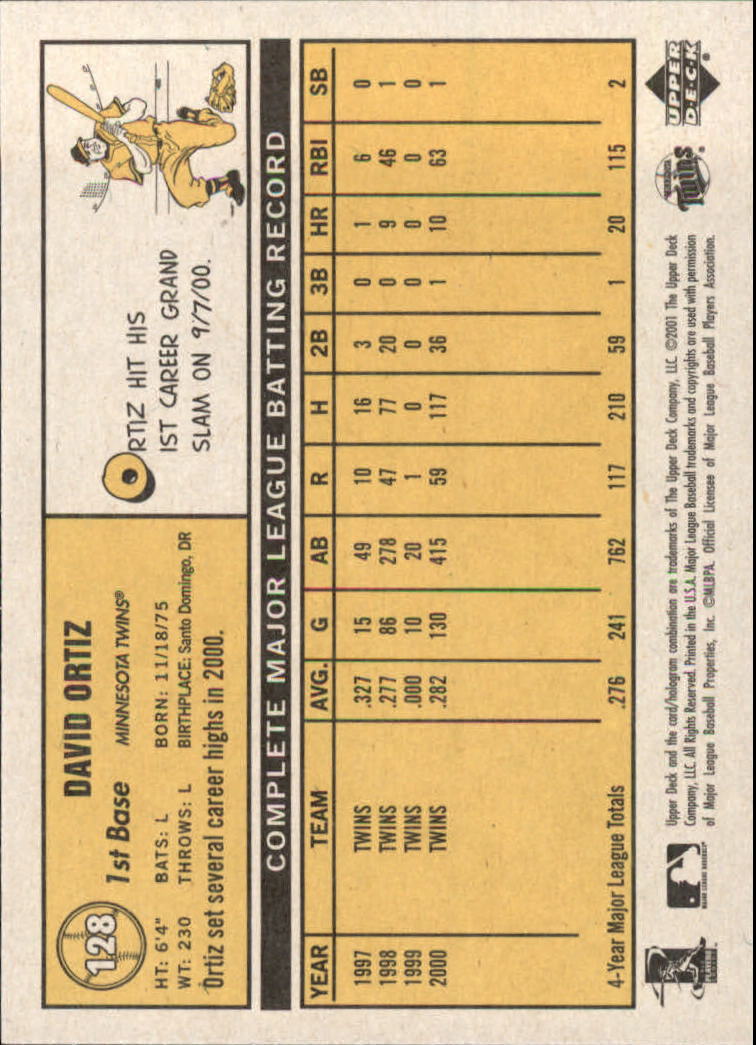 128
DAVID ORTIZ
1st Base MINNESOTA TWINS®
HT: 6'4" BATS: L BORN: 11/18/75
WT: 230 THROWS: L BIRTHPLACE: Santo Domingo, DR
Ortiz set several career highs in 2000.
ORTIZ HIT HIS
1ST CAREER GRAND
SLAM ON 9/7/00.
COMPLETE MAJOR LEAGUE BATTING RECORD
YEAR TEAM AVG. G AB R H 2B 3B HR RBI SB
1997 TWINS .327 15 49 10 16 3 0 1 6 0
1998 TWINS .277 86 278 47 77 20 0 9 46 1
1999 TWINS .000 10 20 1 0 0 0 0 0 0
2000 TWINS .282 130 415 59 117 36 1 10 63 1
4-Year Major League Totals .276 241 762 117 210 59 1 20 115 2
PLAYERS
MAJOR LEAGUE BASEBALL®
Upper Deck and the card/hologram combination are trademarks of The Upper Deck Company, LLC ©2001 The Upper Deck
Company, LLC. All Rights Reserved. Printed in the U.S.A. Major League Baseball trademarks and copyrights are used with permission
of Major League Baseball Properties, Inc. ©MLBPA. Official Licensee of Major League Baseball Players Association.
Twins®
UPPER
DECK®